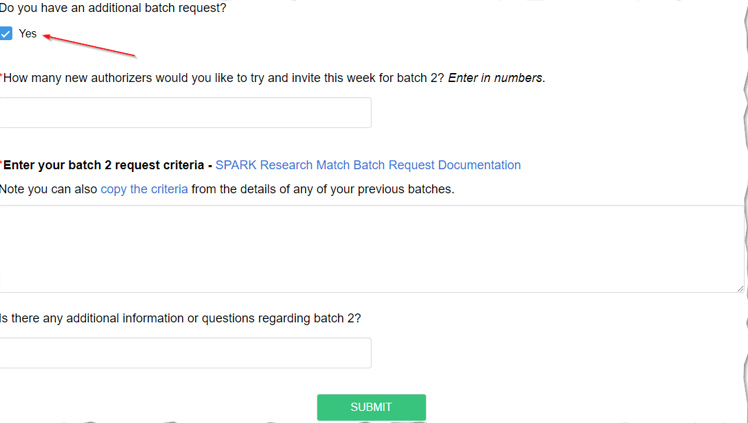 Do you have an additional batch request?
Yes
*How many new authorizers would you like to try and invite this week for batch 2? Enter in numbers.
*Enter your batch 2 request criteria - SPARK Research Match Batch Request Documentation
Note you can also copy the criteria from the details of any of your previous batches.
Is there any additional information or questions regarding batch 2?
SUBMIT